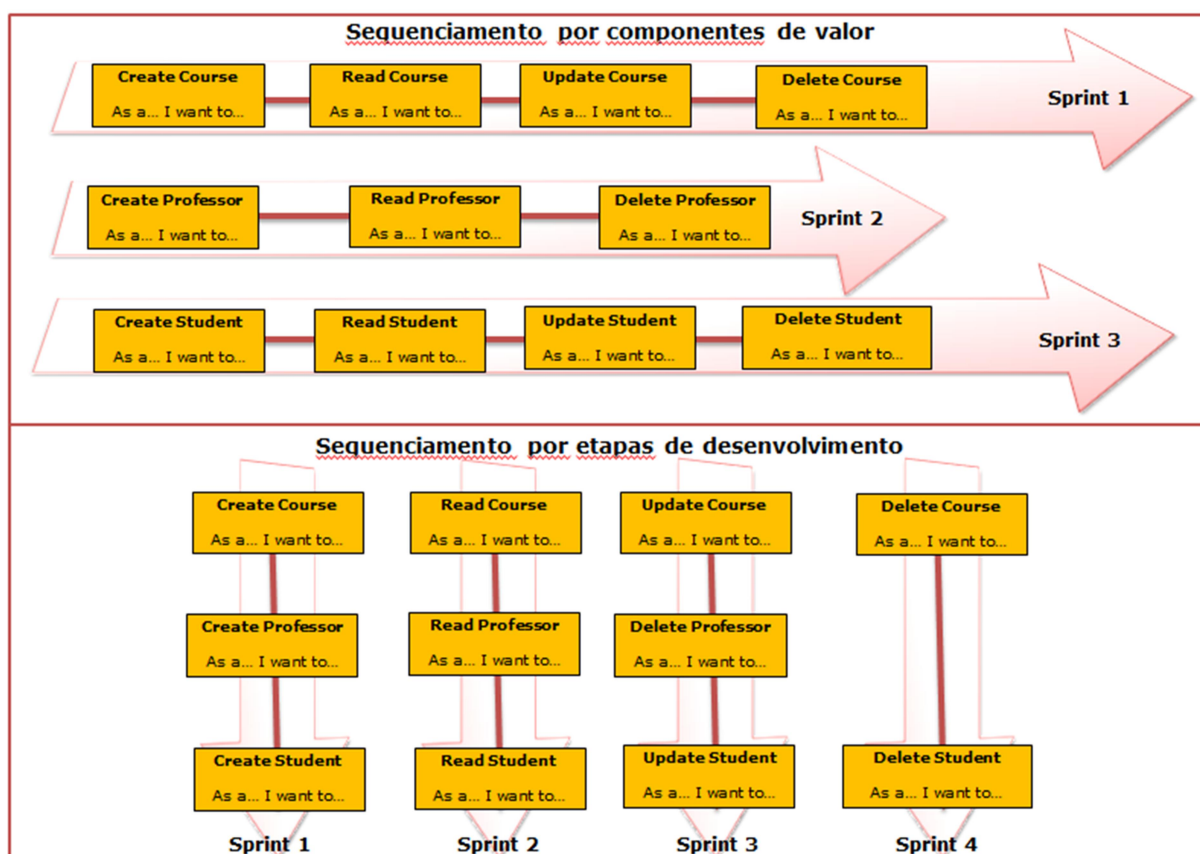 Sequenciamento por componentes de valor
Create Course
As a... I want to...
Read Course
As a... I want to...
Update Course
As a... I want to...
Delete Course
As a... I want to...
Sprint 1
Create Professor
As a... I want to...
Read Professor
As a... I want to...
Delete Professor
As a... I want to...
Sprint 2
Create Student
As a... I want to...
Read Student
As a... I want to...
Update Student
As a... I want to...
Delete Student
As a... I want to...
Sprint 3
Sequenciamento por etapas de desenvolvimento
Create Course
As a... I want to...
Read Course
As a... I want to...
Update Course
As a... I want to...
Delete Course
As a... I want to...
Create Professor
As a... I want to...
Read Professor
As a... I want to...
Delete Professor
As a... I want to...
Create Student
As a... I want to...
Read Student
As a... I want to...
Update Student
As a... I want to...
Delete Student
As a... I want to...
Sprint 1
Sprint 2
Sprint 3
Sprint 4